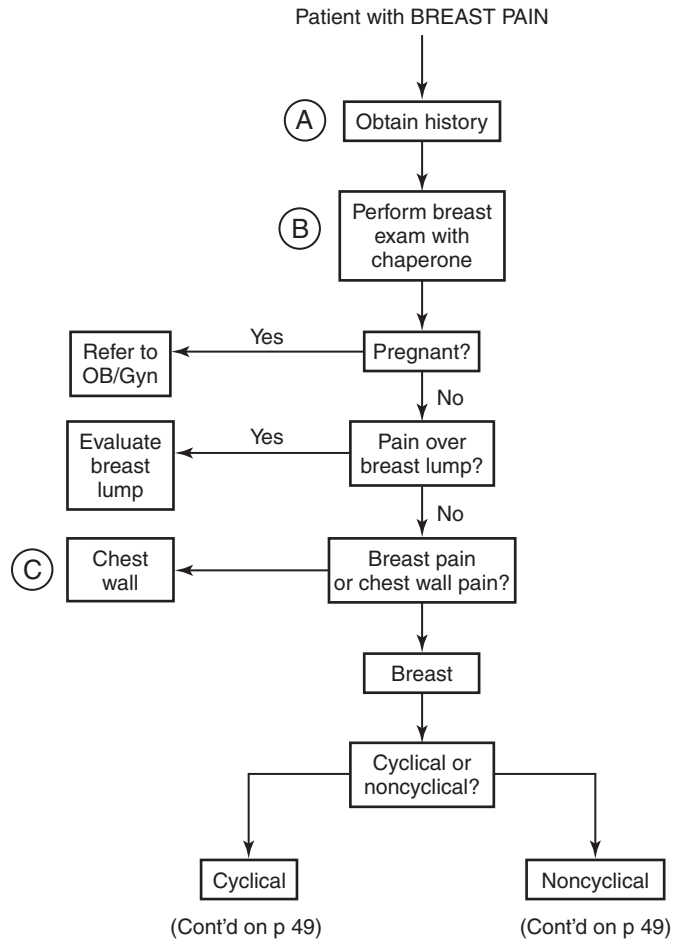 Patient with BREAST PAIN
A
Obtain history
B
Perform breast
exam with
chaperone
Pregnant?
Yes
Refer to
OB/Gyn
No
Pain over
breast lump?
Yes
Evaluate
breast
lump
No
Breast pain
or chest wall pain?
C
Chest
wall
Breast
Cyclical or
noncyclical?
Cyclical
(Cont'd on p 49)
Noncyclical
(Cont'd on p 49)